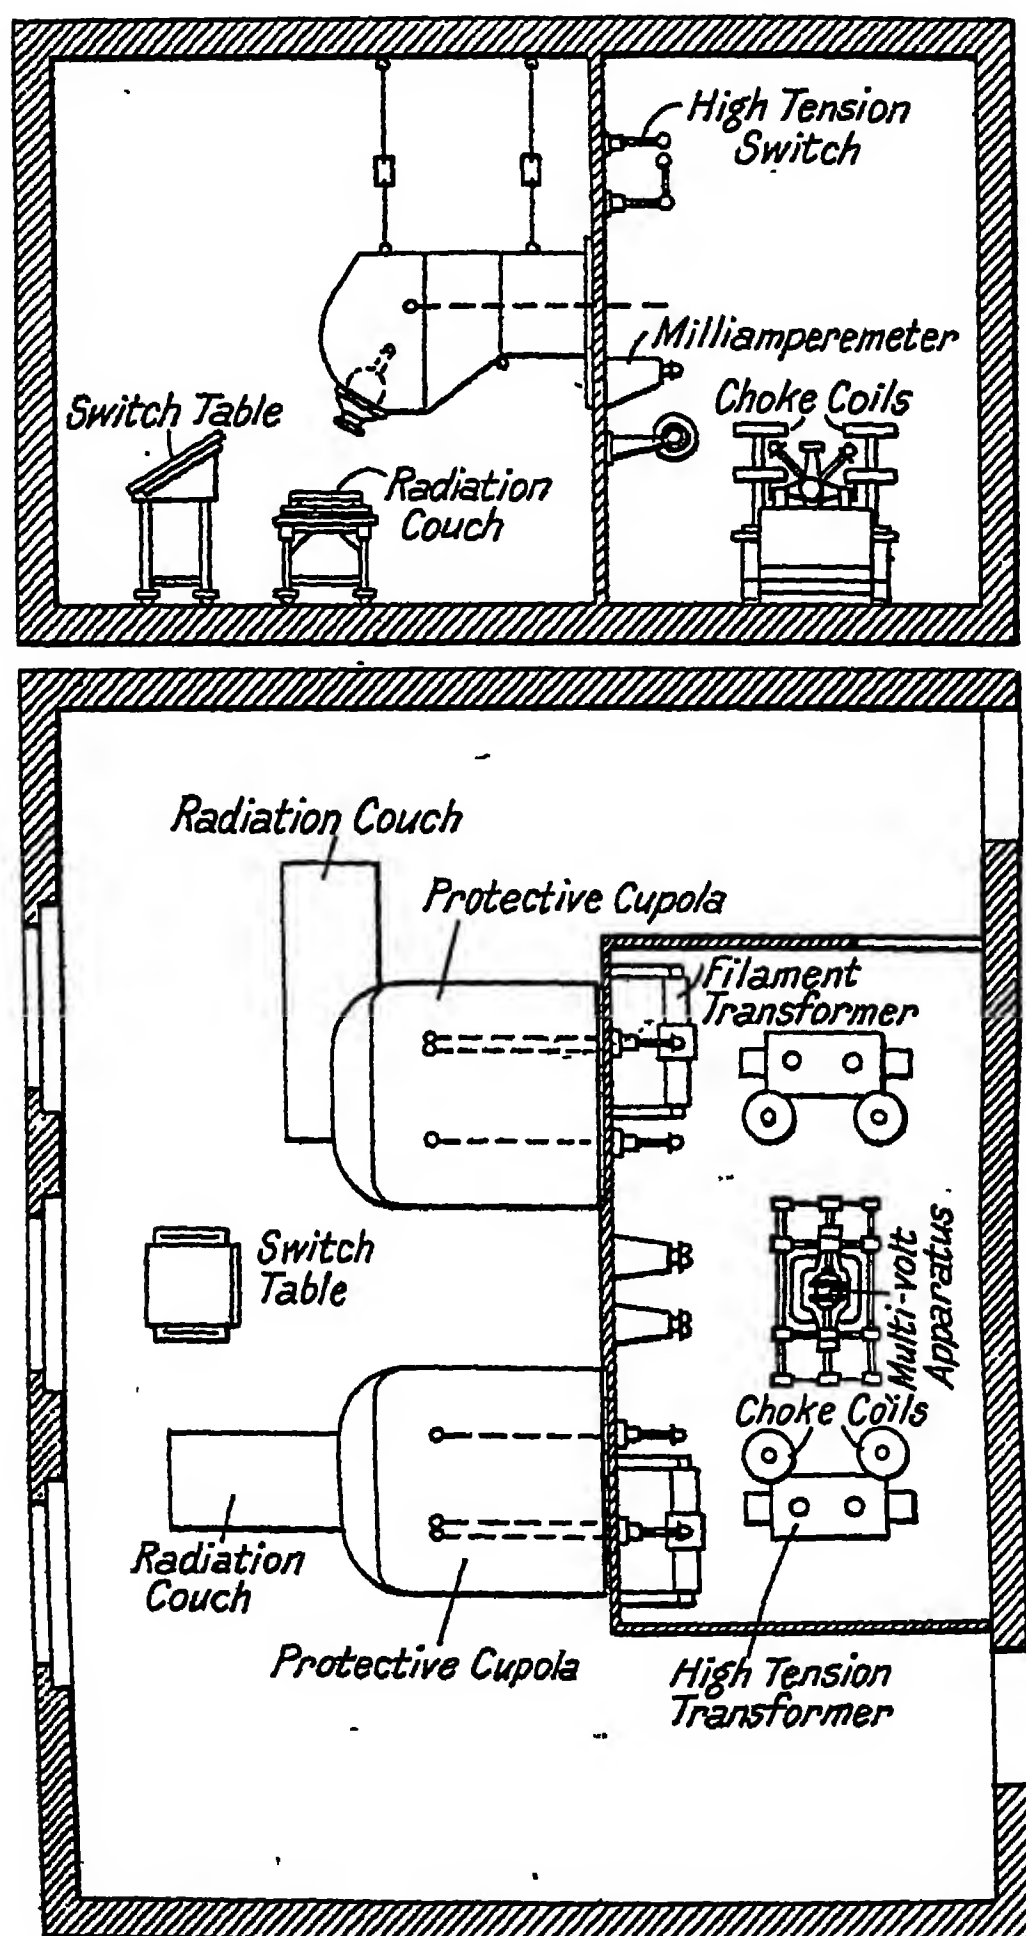 High Tension
Switch
Milliamperemeter
Switch Table
Choke Coils
Radiation
Couch
Radiation Couch
Protective Cupola
Filament
Transformer
Switch
Table
Multi-volt
Apparatus
Choke Coils
Radiation
Couch
Protective Cupola
High Tension
Transformer